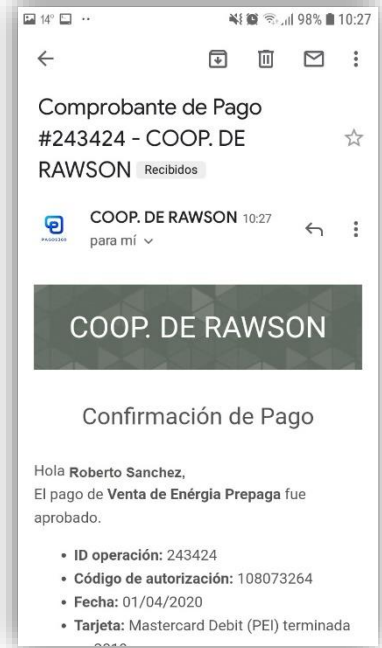 14° ··
98% 10:27
Comprobante de Pago
#243424 - COOP. DE
RAWSON Recibidos
COOP. DE RAWSON 10:27
para mí
COOP. DE RAWSON
Confirmación de Pago
Hola Roberto Sanchez,
El pago de Venta de Enérgia Prepaga fue
aprobado.
• ID operación: 243424
• Código de autorización: 108073264
• Fecha: 01/04/2020
• Tarjeta: Mastercard Debit (PEI) terminada